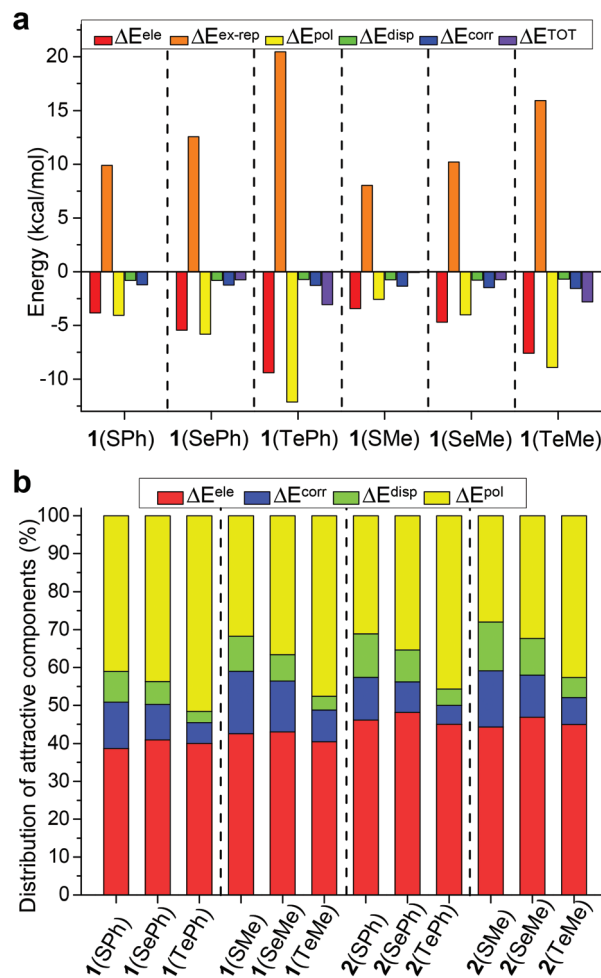 a
ΔEele ΔEex-rep ΔEpol ΔEdisp ΔEcorr ΔETOT
20
15
10
5
0
-5
-10
Energy (kcal/mol)
1(SPh) 1(SePh) 1(TePh) 1(SMe) 1(SeMe) 1(TeMe)
b
ΔEele ΔEcorr ΔEdisp ΔEpol
100
90
80
70
60
50
40
30
20
10
0
Distribution of attractive components (%)
1(SPh) 1(SePh) 1(TePh) 1(SMe) 1(SeMe) 1(TeMe) 2(SPh) 2(SePh) 2(TePh) 2(SMe) 2(SeMe) 2(TeMe)